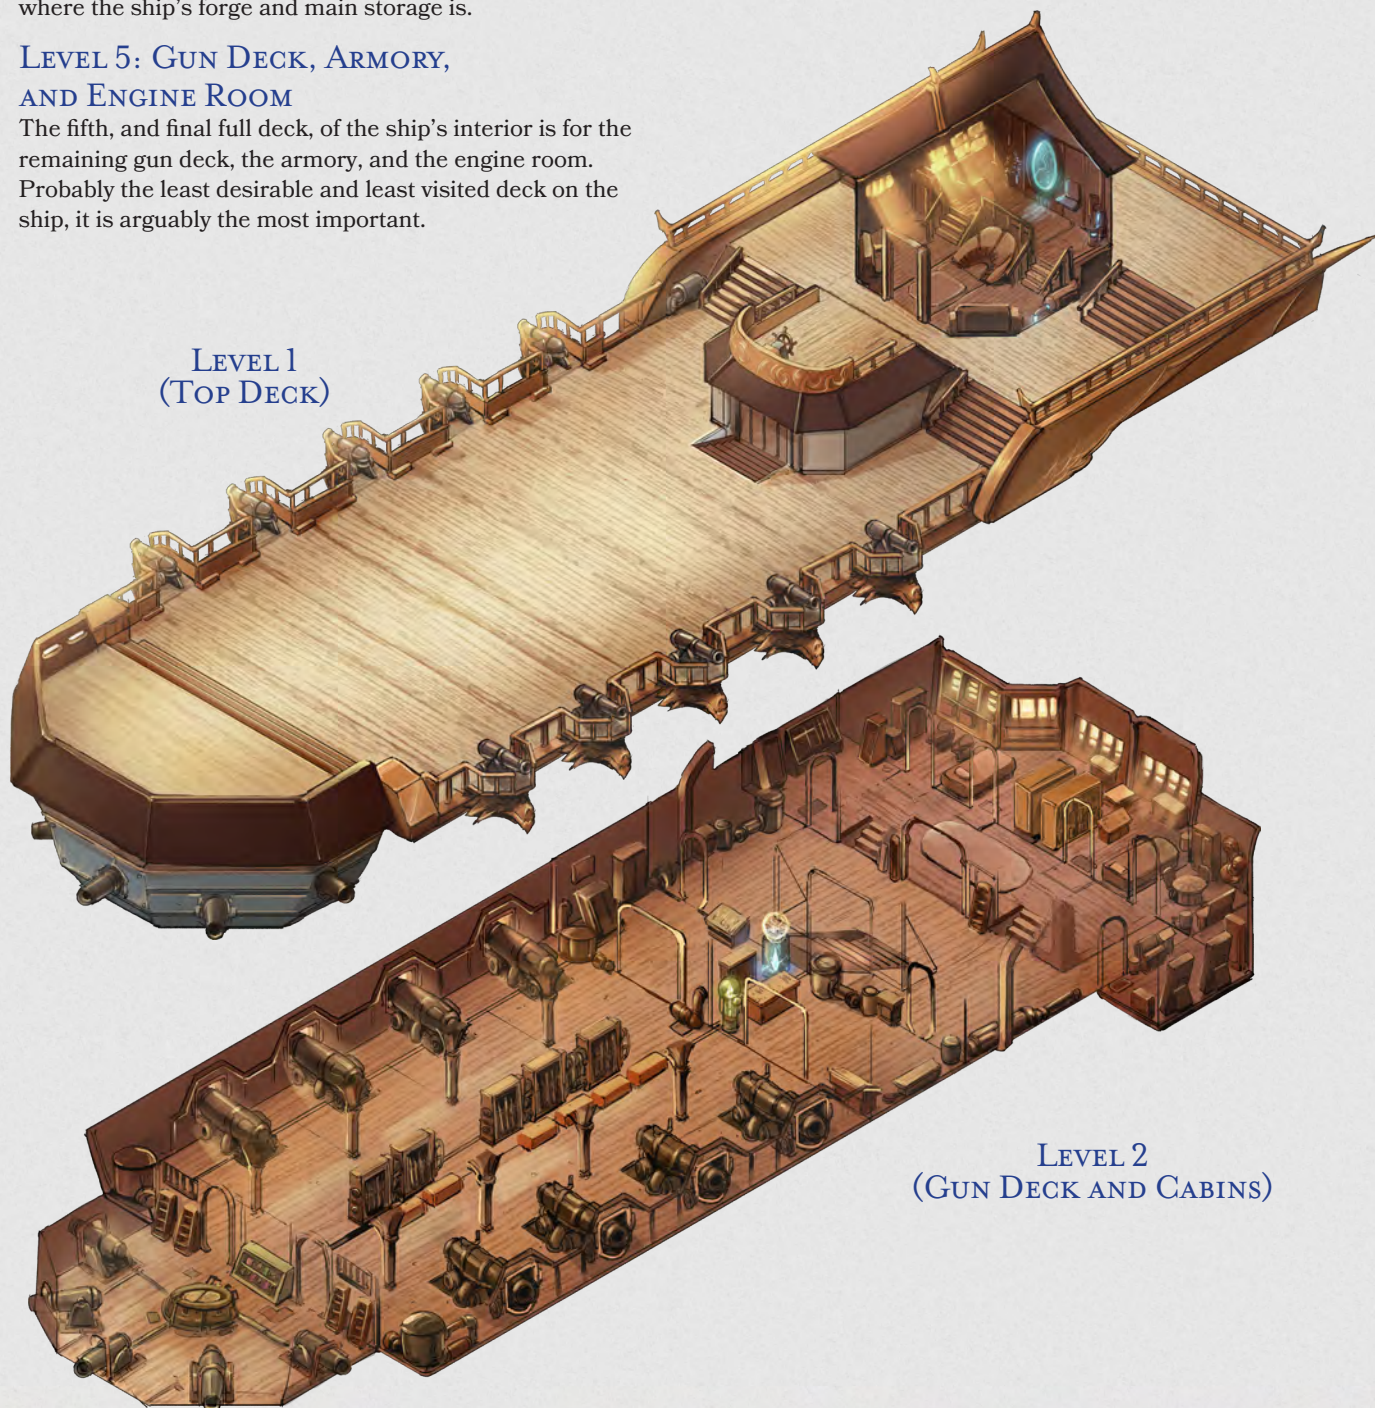 where the ship's forge and main storage is.
Level 5: Gun Deck, Armory,
and Engine Room
The fifth, and final full deck, of the ship's interior is for the
remaining gun deck, the armory, and the engine room.
Probably the least desirable and least visited deck on the
ship, it is arguably the most important.
Level 1
(Top Deck)
Level 2
(Gun Deck and Cabins)